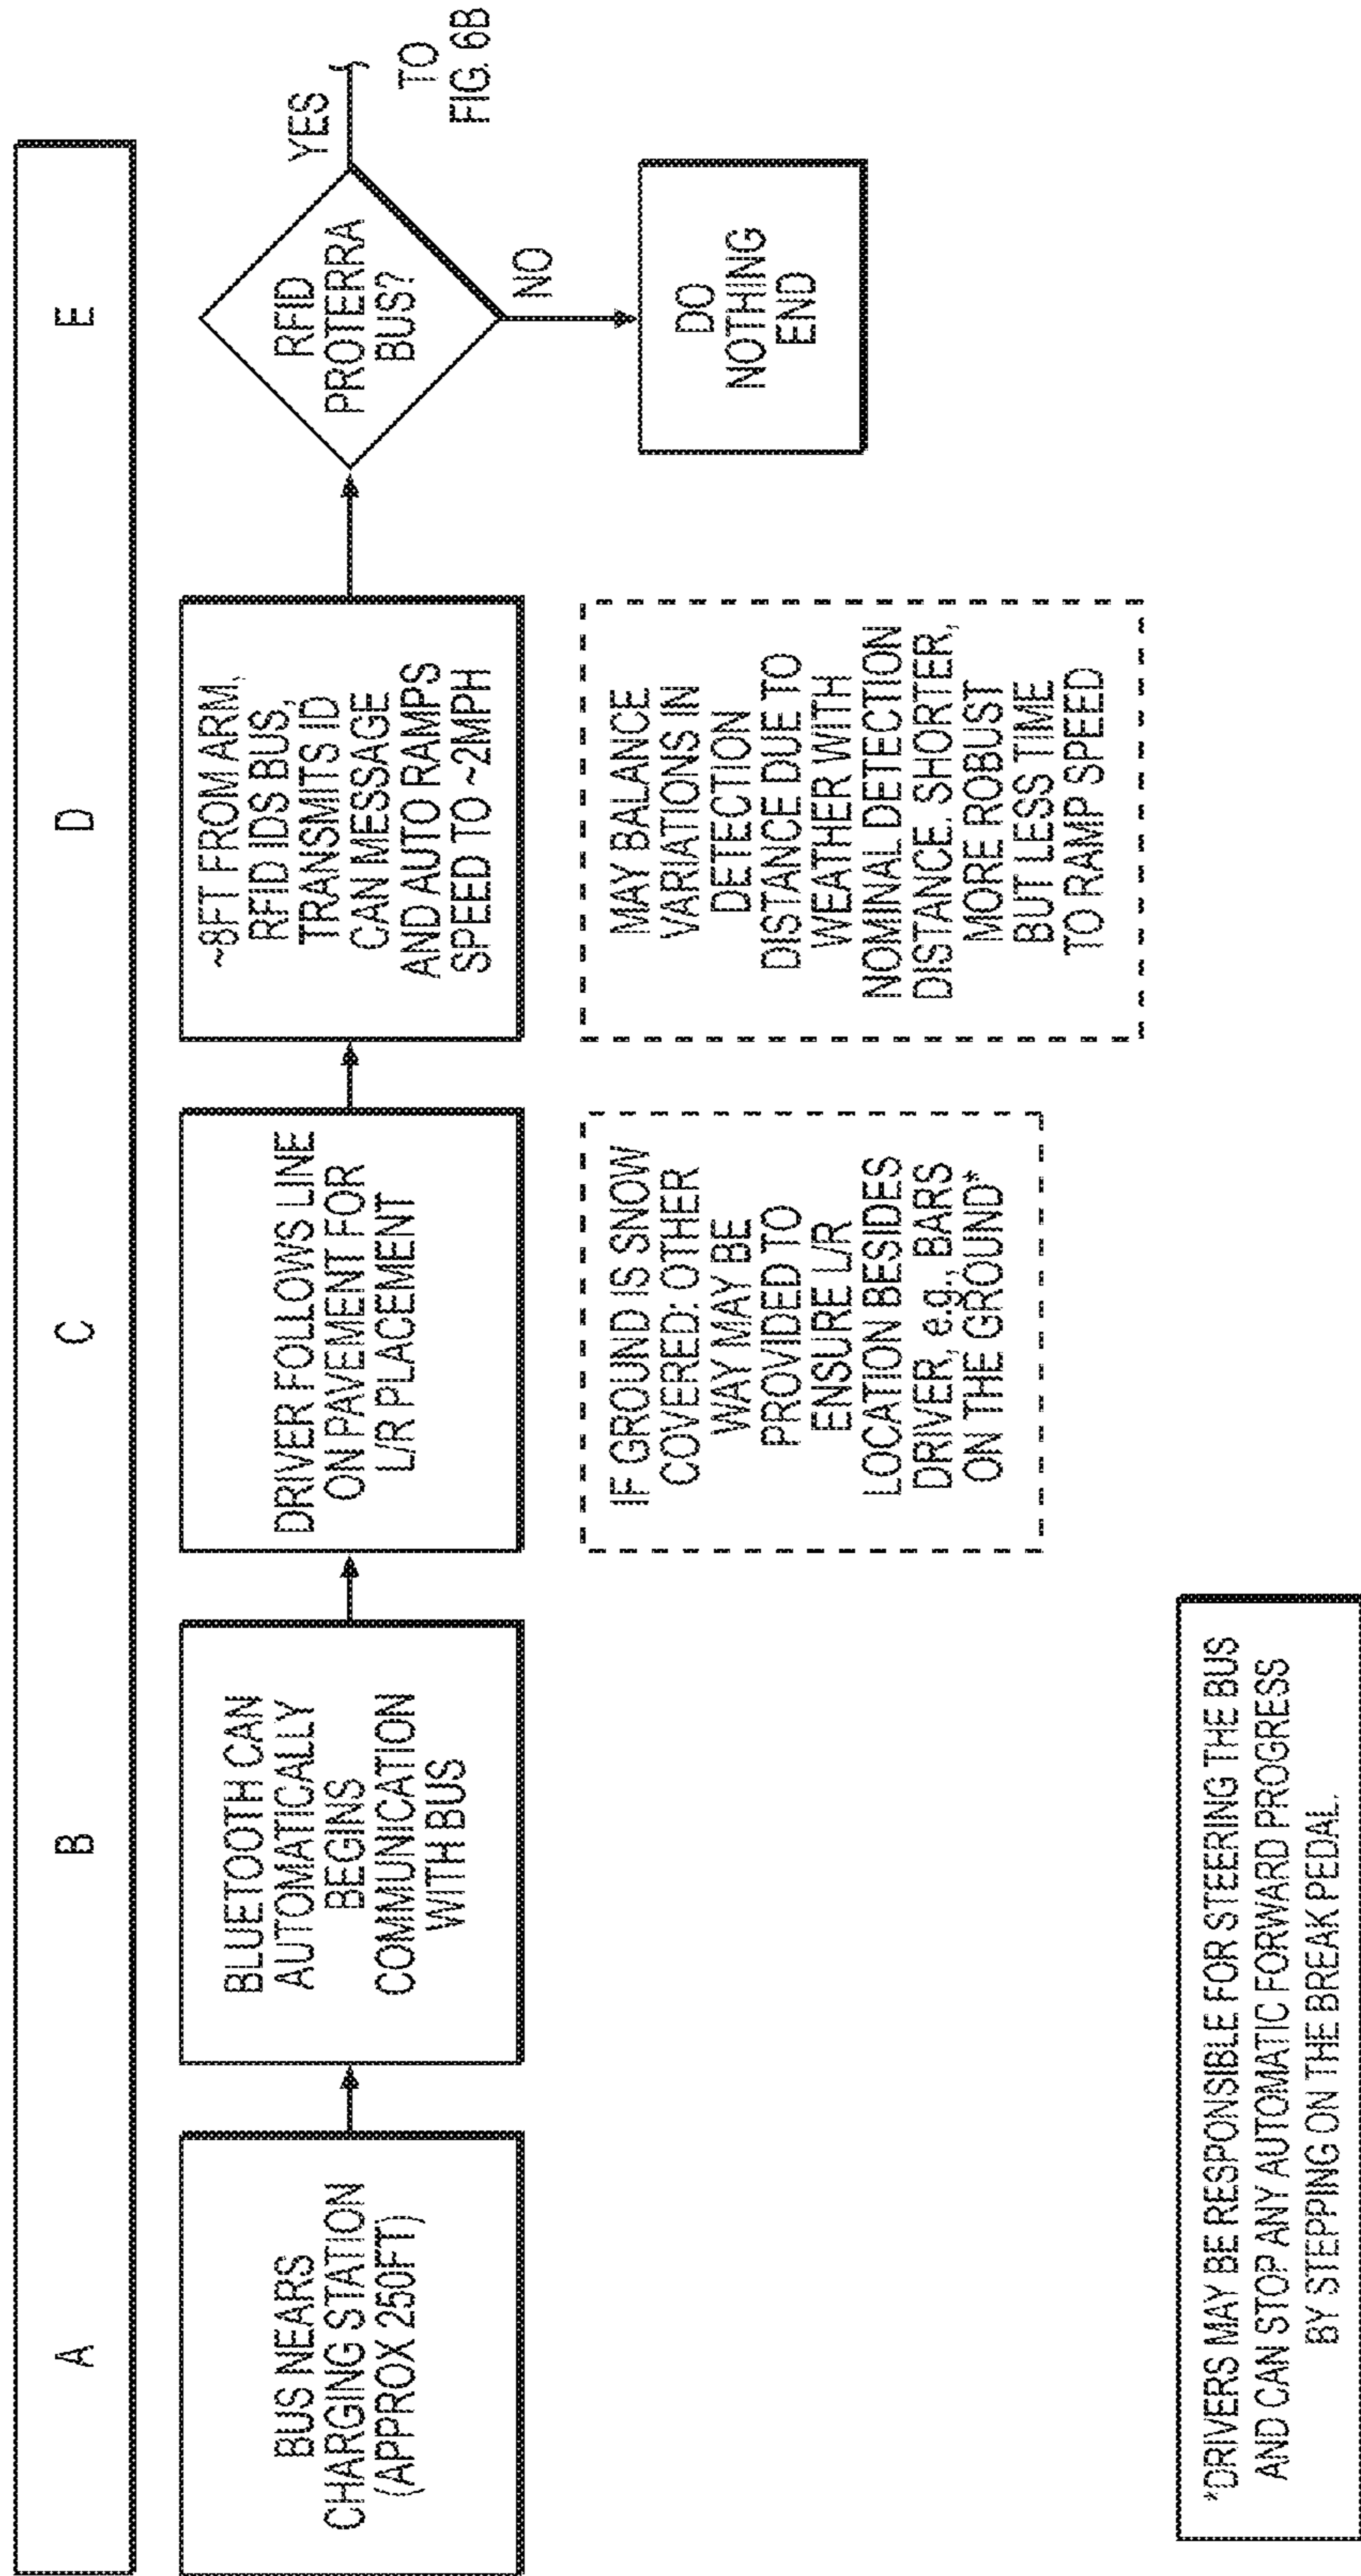 A
B
C
D
E
BUS NEARS
CHARGING STATION
(APPROX 250FT)
BLUETOOTH CAN
AUTOMATICALLY
BEGINS
COMMUNICATION
WITH BUS
DRIVER FOLLOWS LINE
ON PAVEMENT FOR
L/R PLACEMENT
~8FT FROM ARM,
RFID IDS BUS,
TRANSMITS ID
CAN MESSAGE
AND AUTO RAMPS
SPEED TO ~2MPH
RFID
PROTERRA
BUS?
YES
TO
FIG. 6B
NO
DO
NOTHING
END
IF GROUND IS SNOW
COVERED: OTHER
WAY MAY BE
PROVIDED TO
ENSURE L/R
LOCATION BESIDES
DRIVER, e.g., BARS
ON THE GROUND*
MAY BALANCE
VARIATIONS IN
DETECTION
DISTANCE DUE TO
WEATHER WITH
NOMINAL DETECTION
DISTANCE. SHORTER,
MORE ROBUST
BUT LESS TIME
TO RAMP SPEED
*DRIVERS MAY BE RESPONSIBLE FOR STEERING THE BUS
AND CAN STOP ANY AUTOMATIC FORWARD PROGRESS
BY STEPPING ON THE BREAK PEDAL.